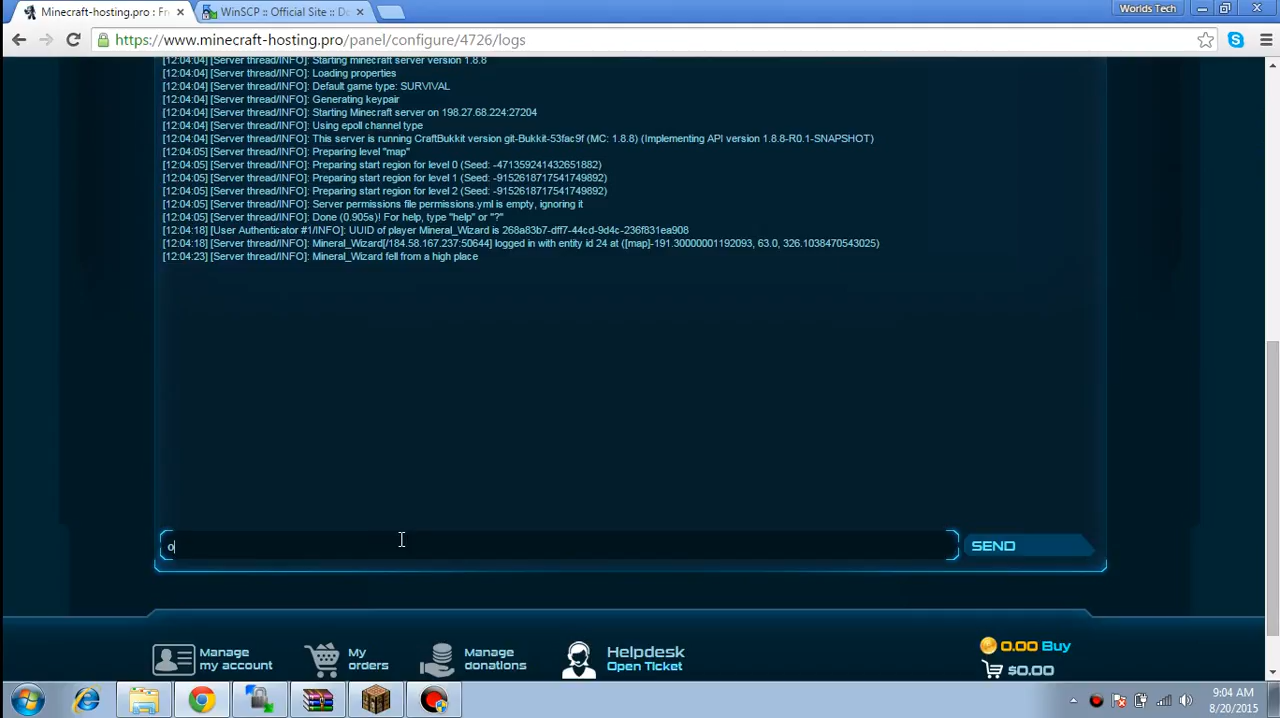 Minecraft-hosting.pro : Fr
WinSCP :: Official Site :: Do
Worlds Tech
https://www.minecraft-hosting.pro/panel/configure/4726/logs
[12:04:04] [Server thread/INFO]: Starting minecraft server version 1.8.8
[12:04:04] [Server thread/INFO]: Loading properties
[12:04:04] [Server thread/INFO]: Default game type: SURVIVAL
[12:04:04] [Server thread/INFO]: Generating keypair
[12:04:04] [Server thread/INFO]: Starting Minecraft server on 198.27.68.224:27204
[12:04:04] [Server thread/INFO]: Using epoll channel type
[12:04:04] [Server thread/INFO]: This server is running CraftBukkit version git-Bukkit-53fac9f (MC: 1.8.8) (Implementing API version 1.8.8-R0.1-SNAPSHOT)
[12:04:05] [Server thread/INFO]: Preparing level "map"
[12:04:05] [Server thread/INFO]: Preparing start region for level 0 (Seed: -471359241432651882)
[12:04:05] [Server thread/INFO]: Preparing start region for level 1 (Seed: -9152618717541749892)
[12:04:05] [Server thread/INFO]: Preparing start region for level 2 (Seed: -9152618717541749892)
[12:04:05] [Server thread/INFO]: Server permissions file permissions.yml is empty, ignoring it
[12:04:05] [Server thread/INFO]: Done (0.905s)! For help, type "help" or "?"
[12:04:18] [User Authenticator #1/INFO]: UUID of player Mineral_Wizard is 268a83b7-dff7-44cd-9d4c-236f831ea908
[12:04:18] [Server thread/INFO]: Mineral_Wizard[/184.58.167.237:50644] logged in with entity id 24 at ([map]-191.30000001192093, 63.0, 326.1038470543025)
[12:04:23] [Server thread/INFO]: Mineral_Wizard fell from a high place
o
SEND
Manage
my account
My
orders
Manage
donations
Helpdesk
Open Ticket
0.00 Buy
$0.00
9:04 AM
8/20/2015